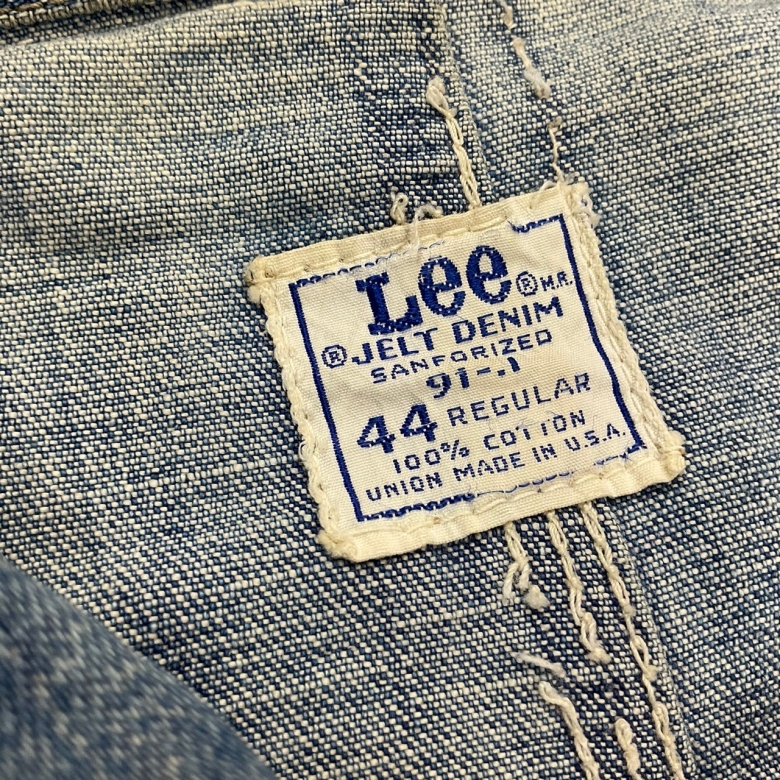 Lee ® M.R.
® JELT DENIM
SANFORIZED
91-J
44 REGULAR
100% COTTON
UNION MADE IN U.S.A.